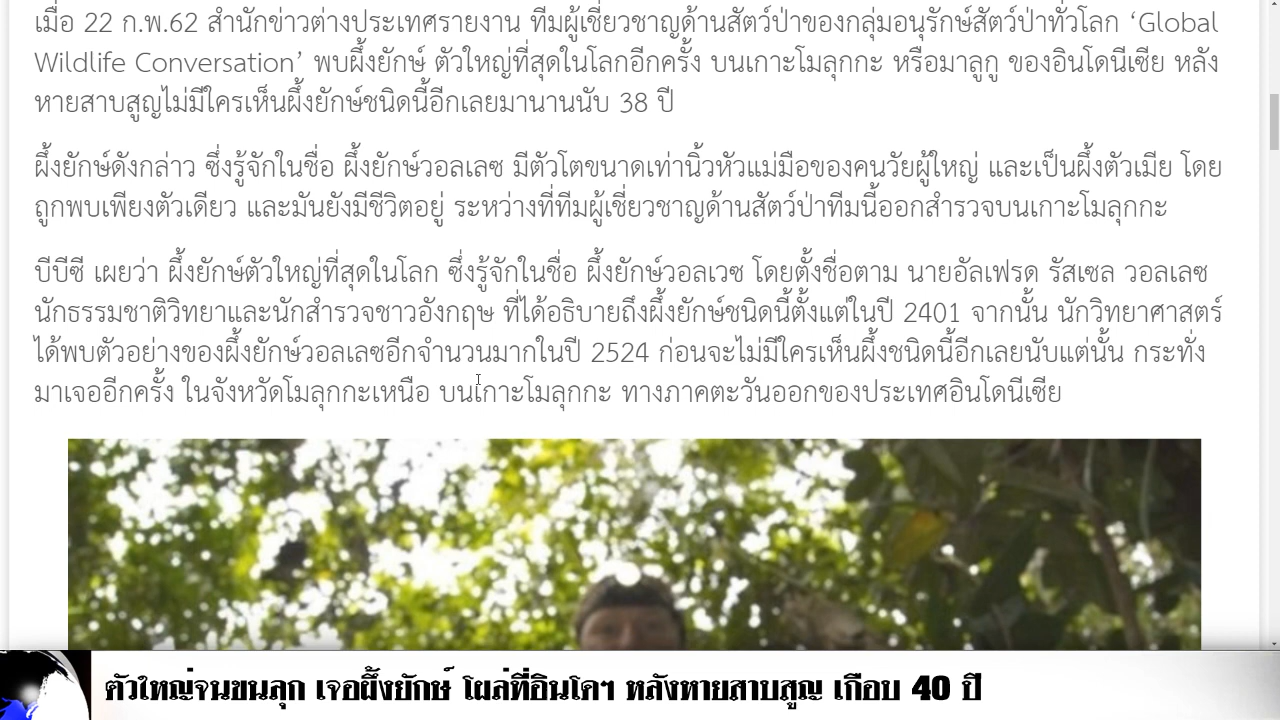 เมื่อ 22 ก.พ.62 สำนักข่าวต่างประเทศรายงาน ทีมผู้เชี่ยวชาญด้านสัตว์ป่าของกลุ่มอนุรักษ์สัตว์ป่าทั่วโลก ‘Global
Wildlife Conversation’ พบผึ้งยักษ์ ตัวใหญ่ที่สุดในโลกอีกครั้ง บนเกาะโมลุกกะ หรือมาลูกู ของอินโดนีเซีย หลัง
หายสาบสูญไม่มีใครเห็นผึ้งยักษ์ชนิดนี้อีกเลยมานานนับ 38 ปี
ผึ้งยักษ์ดังกล่าว ซึ่งรู้จักในชื่อ ผึ้งยักษ์วอลเลซ มีตัวโตขนาดเท่านิ้วหัวแม่มือของคนวัยผู้ใหญ่ และเป็นผึ้งตัวเมีย โดย
ถูกพบเพียงตัวเดียว และมันยังมีชีวิตอยู่ ระหว่างที่ทีมผู้เชี่ยวชาญด้านสัตว์ป่าทีมนี้ออกสำรวจบนเกาะโมลุกกะ
บีบีซี เผยว่า ผึ้งยักษ์ตัวใหญ่ที่สุดในโลก ซึ่งรู้จักในชื่อ ผึ้งยักษ์วอลเวซ โดยตั้งชื่อตาม นายอัลเฟรด รัสเซล วอลเลซ
นักธรรมชาติวิทยาและนักสำรวจชาวอังกฤษ ที่ได้อธิบายถึงผึ้งยักษ์ชนิดนี้ตั้งแต่ในปี 2401 จากนั้น นักวิทยาศาสตร์
ได้พบตัวอย่างของผึ้งยักษ์วอลเลซอีกจำนวนมากในปี 2524 ก่อนจะไม่มีใครเห็นผึ้งชนิดนี้อีกเลยนับแต่นั้น กระทั่ง
มาเจออีกครั้ง ในจังหวัดโมลุกกะเหนือ บนเกาะโมลุกกะ ทางภาคตะวันออกของประเทศอินโดนีเซีย
ตัวใหญ่จนขนลุก เจอผึ้งยักษ์ โผล่ที่อินโดฯ หลังหายสาบสูญ เกือบ 40 ปี